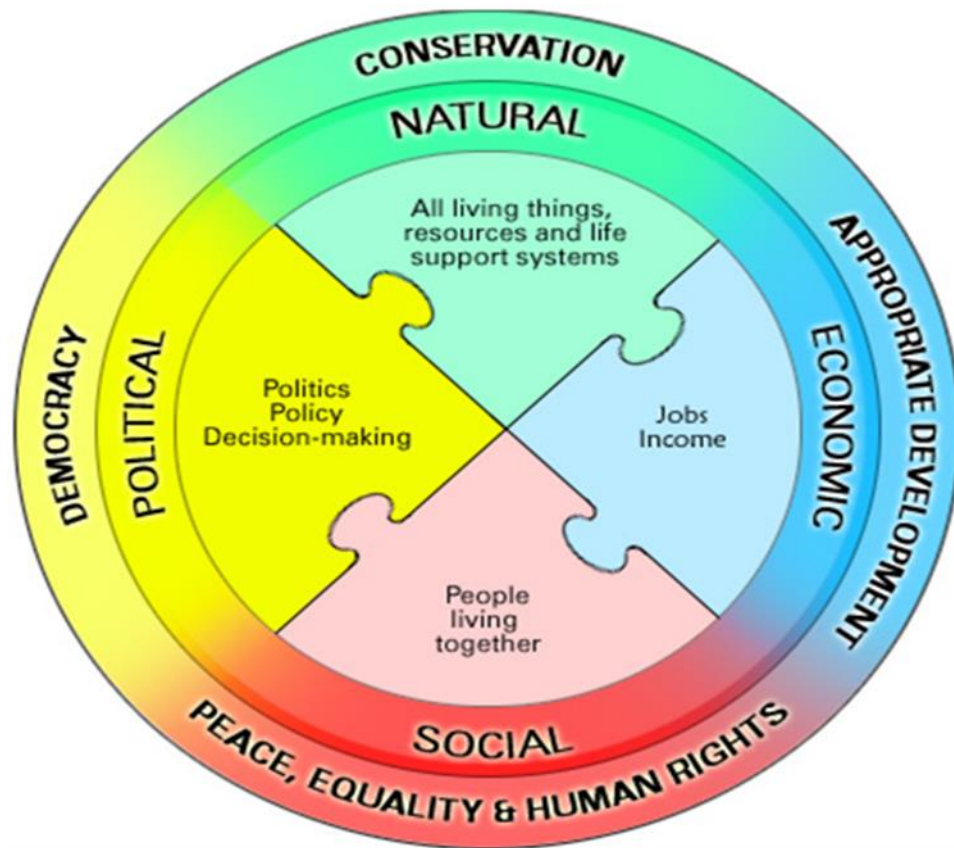 CONSERVATION
NATURAL
All living things,
resources and life
support systems
DEMOCRACY
POLITICAL
Politics
Policy
Decision-making
Jobs
Income
ECONOMIC
APPROPRIATE DEVELOPMENT
People
living
together
SOCIAL
PEACE, EQUALITY & HUMAN RIGHTS